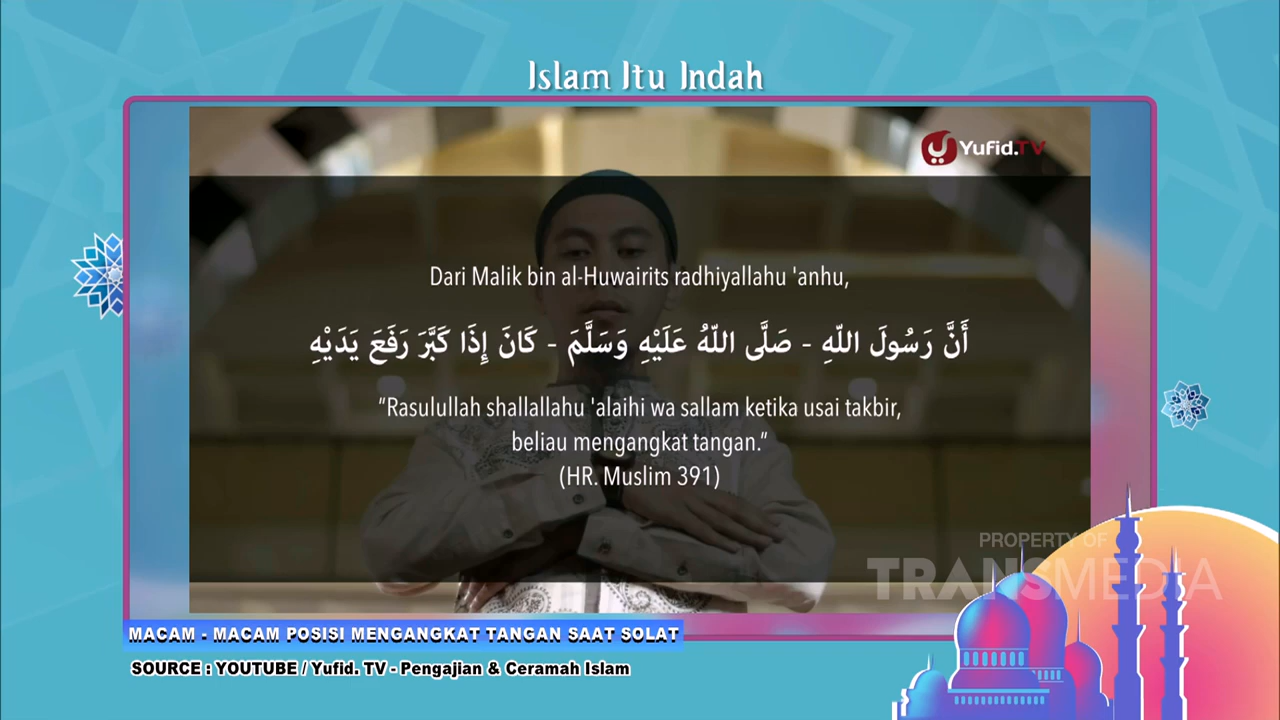 Islam Itu Indah
Yufid.TV
Dari Malik bin al-Huwairits radhiyallahu 'anhu,
أَنَّ رَسُولَ اللّهِ - صَلَّى اللّهُ عَلَيْهِ وَسَلَّمَ - كَانَ إِذَا كَبَّرَ رَفَعَ يَدَيْهِ
"Rasulullah shallallahu 'alaihi wa sallam ketika usai takbir,
beliau mengangkat tangan."
(HR. Muslim 391)
PROPERTY OF
TRANSMEDIA
MACAM - MACAM POSISI MENGANGKAT TANGAN SAAT SOLAT
SOURCE : YOUTUBE / Yufid. TV - Pengajian & Ceramah Islam